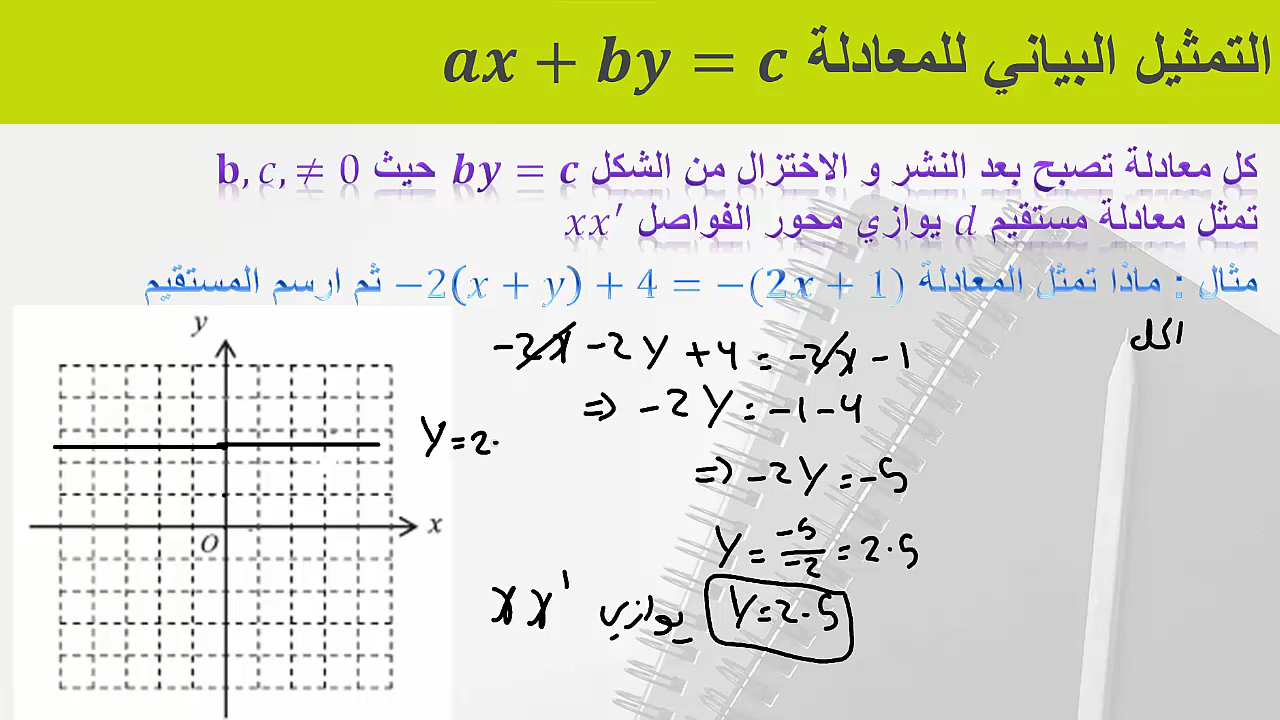 التمثيل البياني للمعادلة ax + by = c
كل معادلة تصبح بعد النشر و الاختزال من الشكل by = c حيث b, c, ≠ 0
تمثل معادلة مستقيم d يوازي محور الفواصل xx′
مثال : ماذا تمثل المعادلة −2(x + y) + 4 = −(2x + 1) ثم ارسم المستقيم
الحل
-2x -2y +4 = -2x -1
=> -2y = -1 -4
=> -2y = -5
y = -5/-2 = 2.5
y = 2.5 يوازي xx'
y
y = 2.
x
O